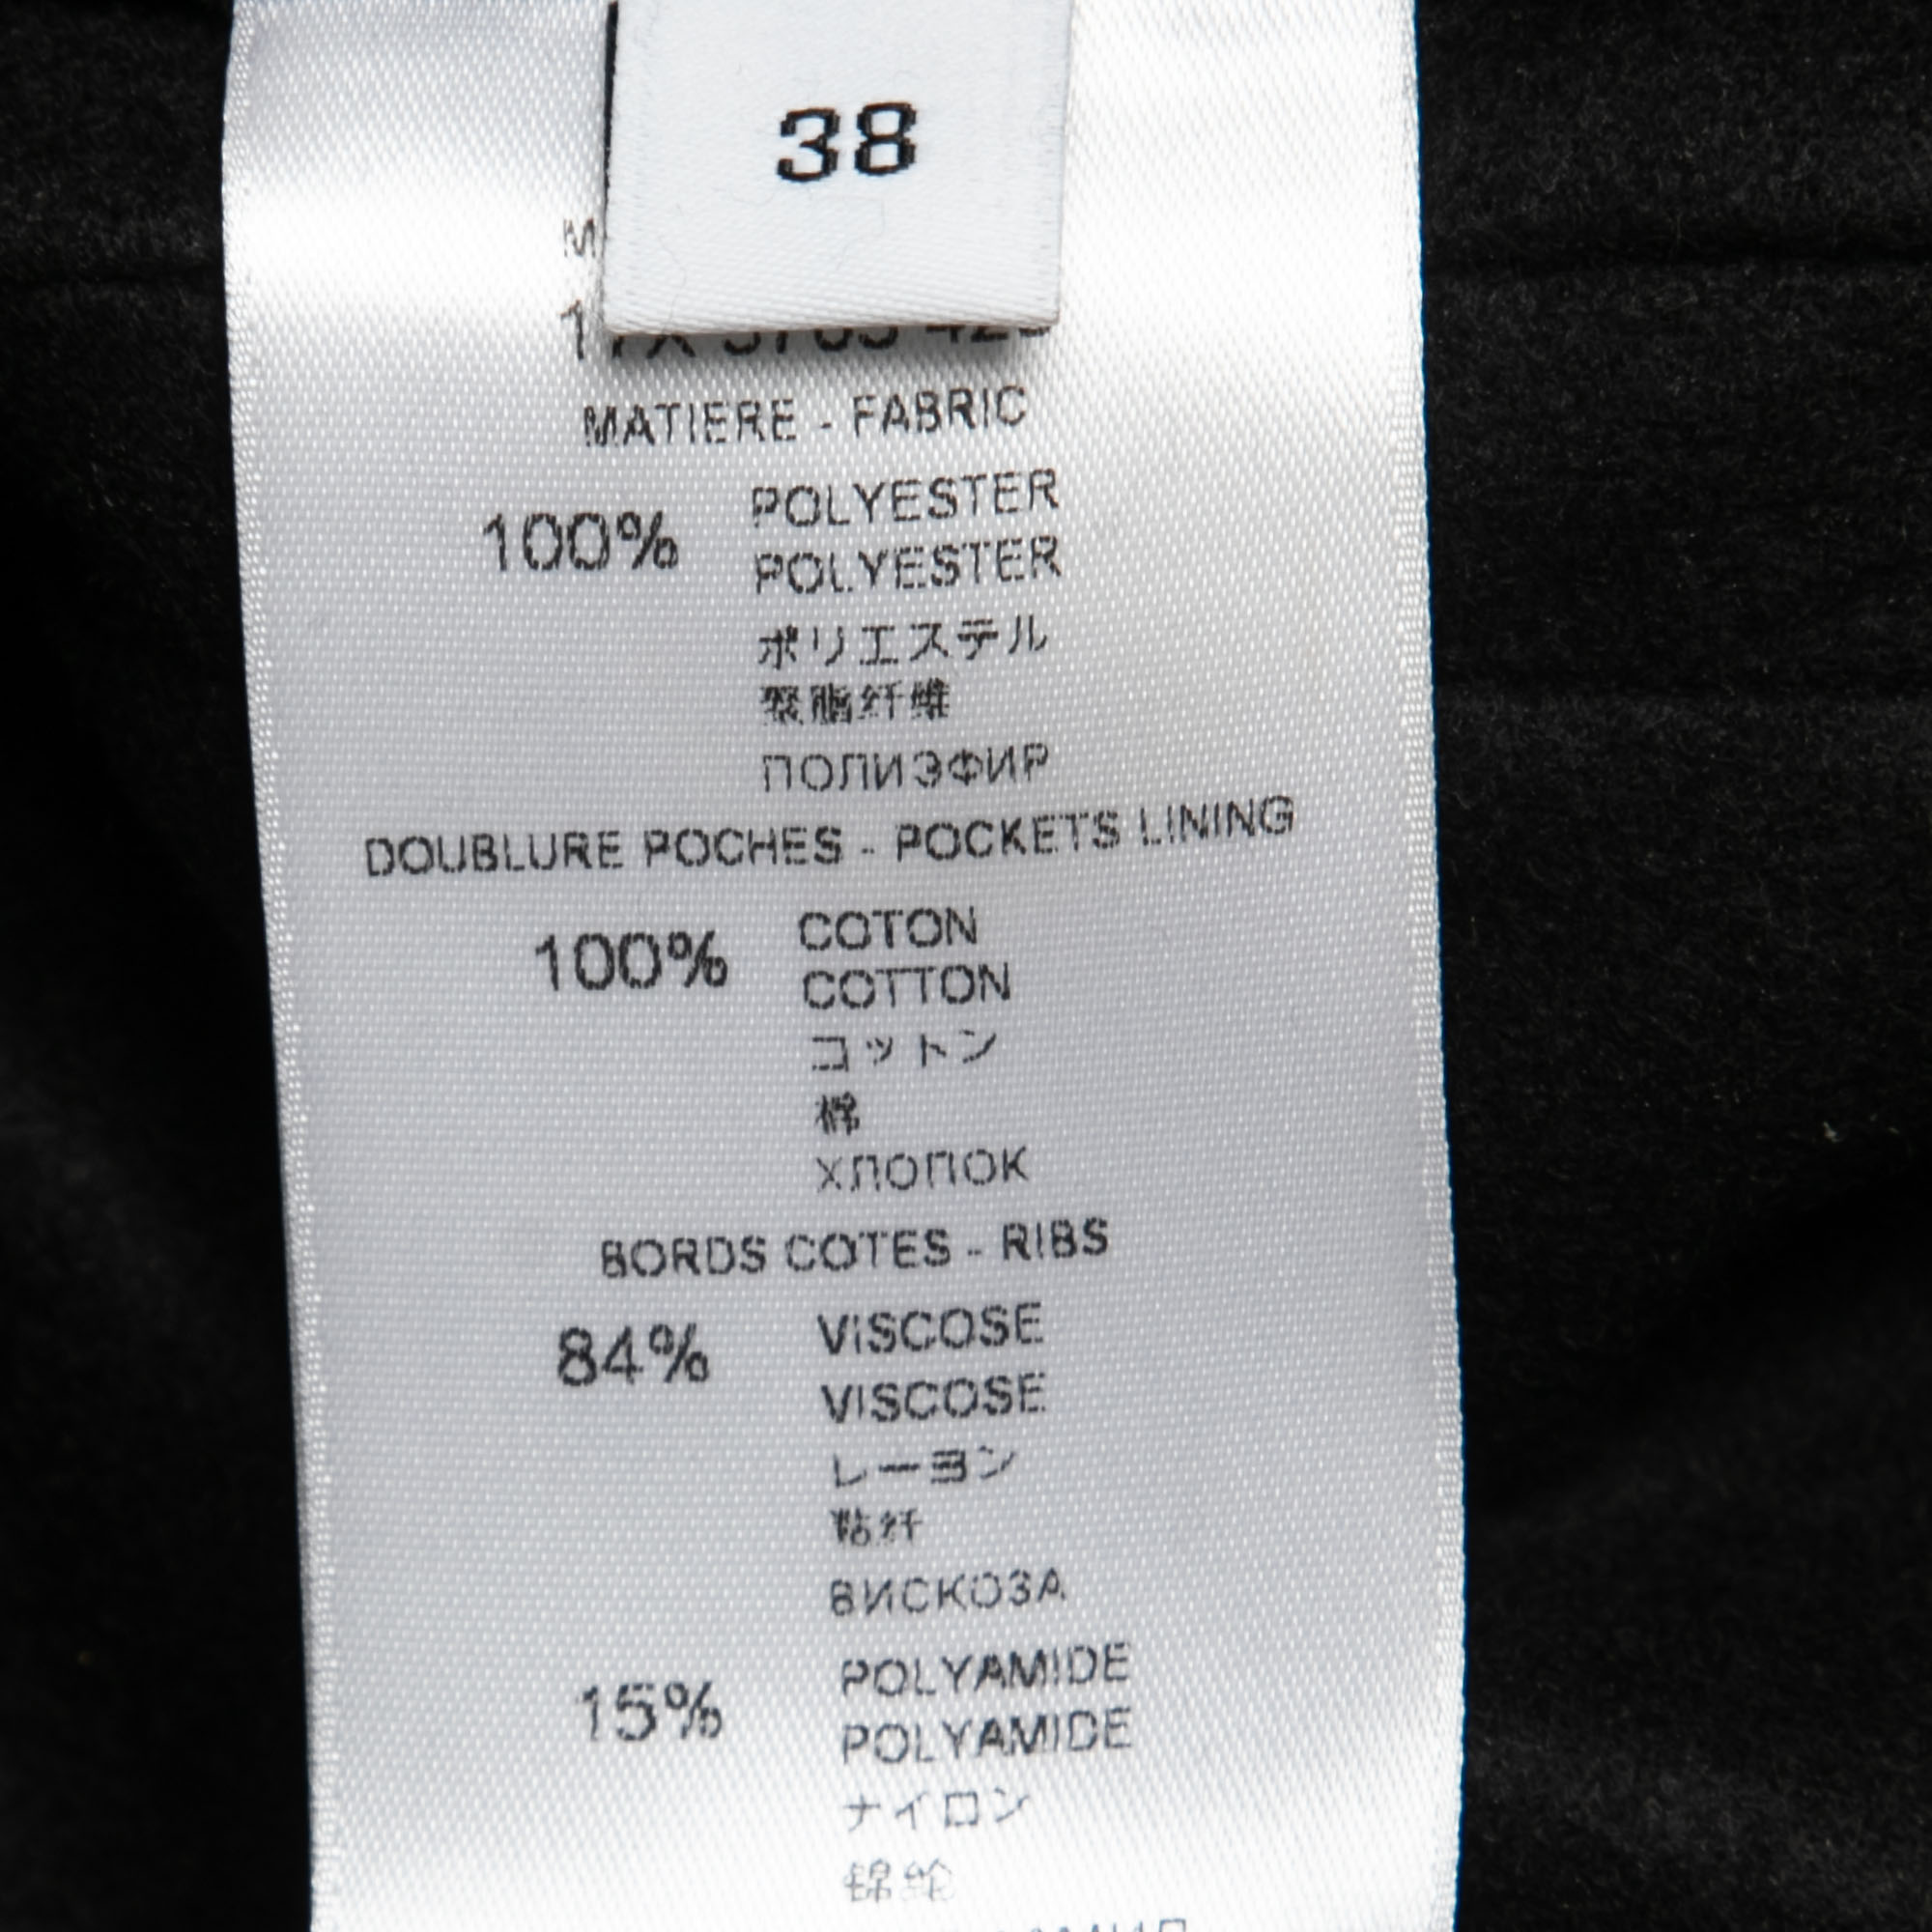 38
MATIERE - FABRIC
100%
POLYESTER
POLYESTER
ポリエステル
聚脂纤维
ПОЛИЭФИР
DOUBLURE POCHES - POCKETS LINING
100%
COTON
COTTON
コットン
棉
ХЛОПОК
BORDS COTES - RIBS
84%
VISCOSE
VISCOSE
レーヨン
粘纤
ВИСКОЗА
15%
POLYAMIDE
POLYAMIDE
ナイロン
锦纶